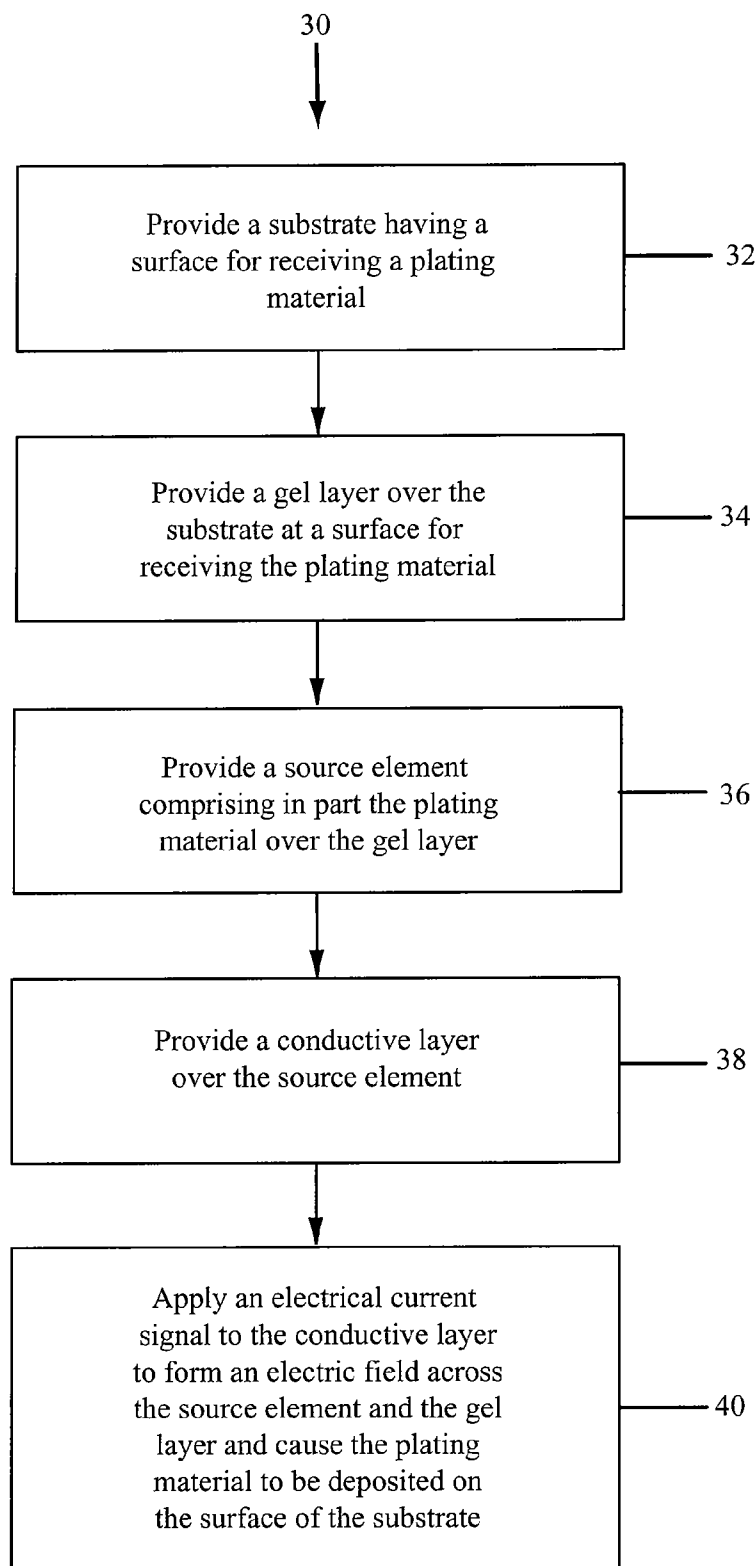 30
Provide a substrate having a
surface for receiving a plating
material
32
Provide a gel layer over the
substrate at a surface for
receiving the plating material
34
Provide a source element
comprising in part the plating
material over the gel layer
36
Provide a conductive layer
over the source element
38
Apply an electrical current
signal to the conductive layer
to form an electric field across
the source element and the gel
layer and cause the plating
material to be deposited on
the surface of the substrate
40